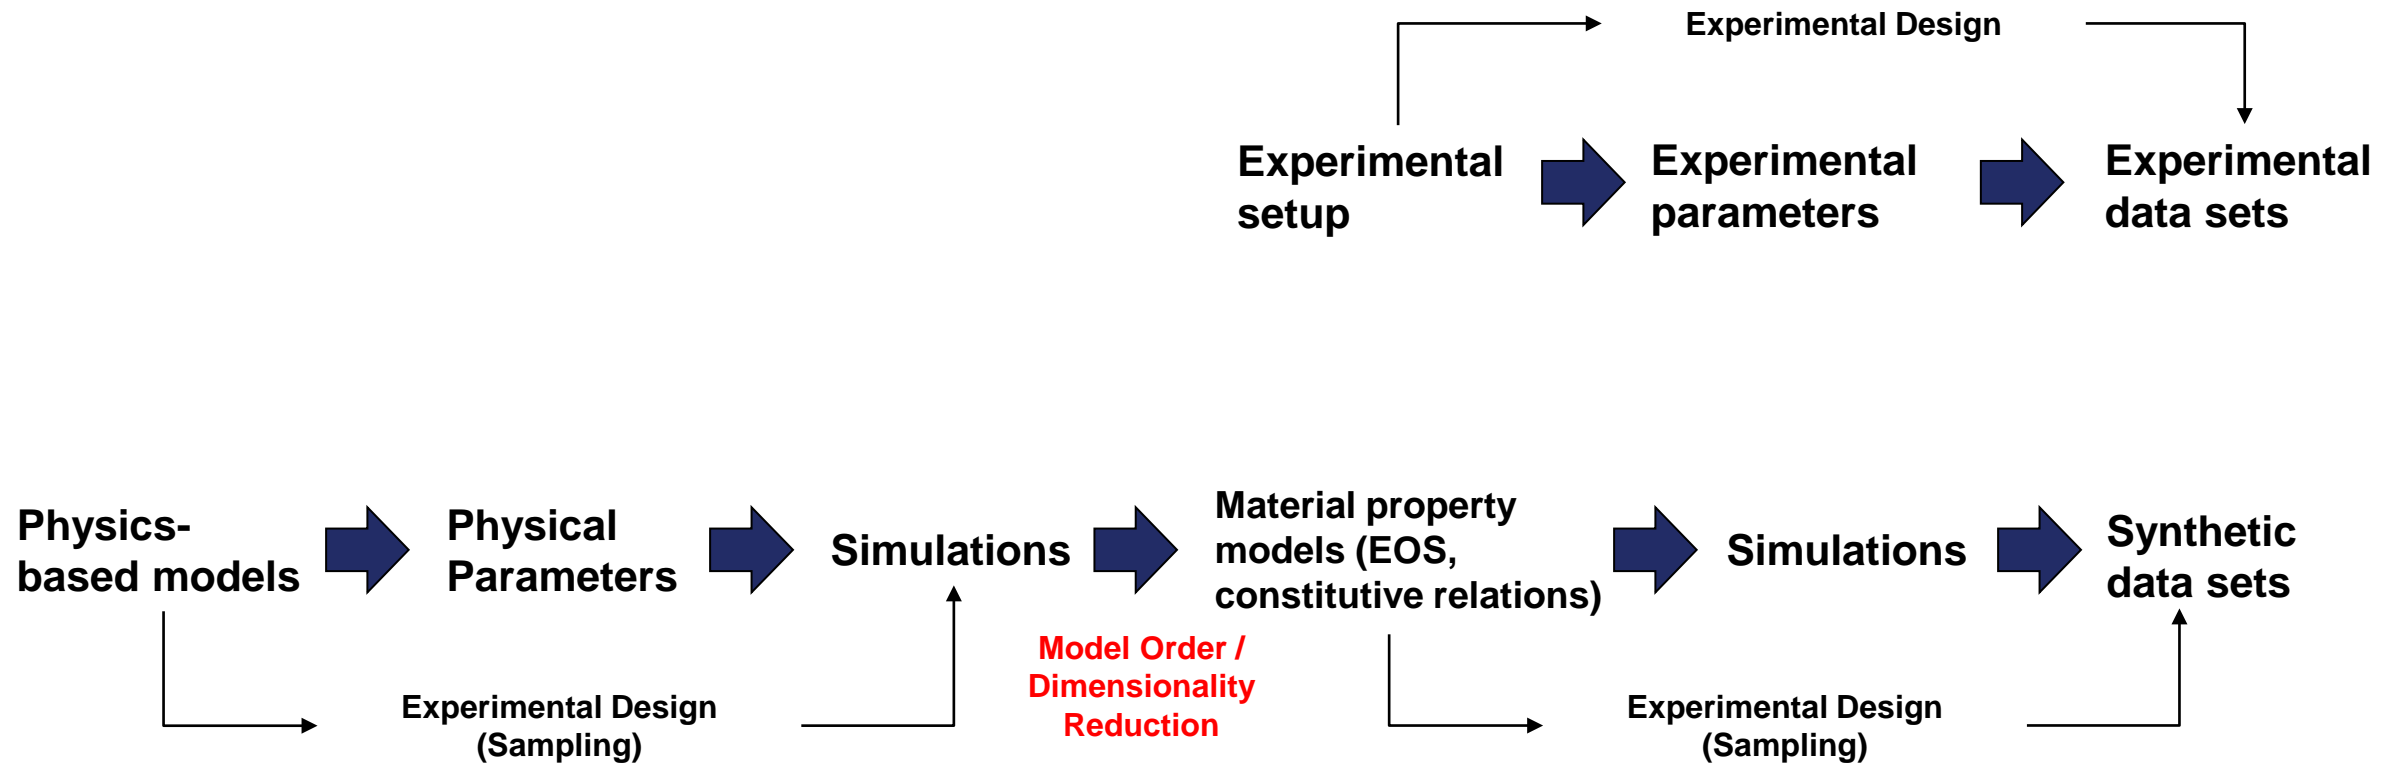 Experimental Design
Experimental
setup
Experimental
parameters
Experimental
data sets
Physics-
based models
Physical
Parameters
Simulations
Material property
models (EOS,
constitutive relations)
Simulations
Synthetic
data sets
Model Order /
Dimensionality
Reduction
Experimental Design
(Sampling)
Experimental Design
(Sampling)